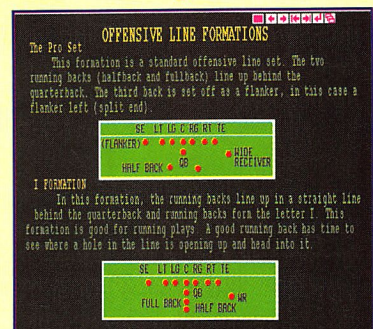 OFFENSIVE LINE FORMATIONS
The Pro Set
This formation is a standard offensive line set. The two
running backs (halfback and fullback) line up behind the
quarterback. The third back is set off as a flanker, in this case a
flanker left (split end).
SE LT LG C RG RT TE
(FLANKER)
QB
WIDE
RECEIVER
HALF BACK
I FORMATION
In this formation, the running backs line up in a straight line
behind the quarterback and running backs form the letter I. This
formation is good for running plays. A good running back has time to
see where a hole in the line is opening up and head into it.
SE LT LG C RG RT TE
QB
WR
FULL BACK
HALF BACK